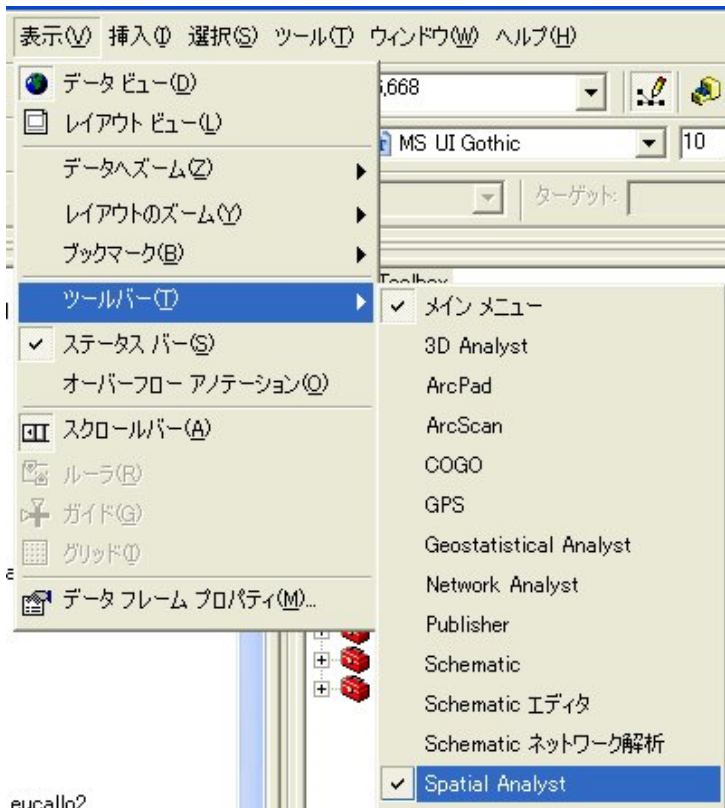 表示(V) 挿入(I) 選択(S) ツール(T) ウィンドウ(W) ヘルプ(H)
データ ビュー(D)
レイアウト ビュー(L)
データへズーム(Z)
レイアウトのズーム(Y)
ブックマーク(B)
ツールバー(T)
ステータス バー(S)
オーバーフロー アノテーション(O)
スクロールバー(A)
ルーラ(R)
ガイド(G)
グリッド(I)
データ フレーム プロパティ(M)...
,668
MS UI Gothic
10
ターゲット:
Toolbox
メイン メニュー
3D Analyst
ArcPad
ArcScan
COGO
GPS
Geostatistical Analyst
Network Analyst
Publisher
Schematic
Schematic エディタ
Schematic ネットワーク解析
Spatial Analyst
eucallo2